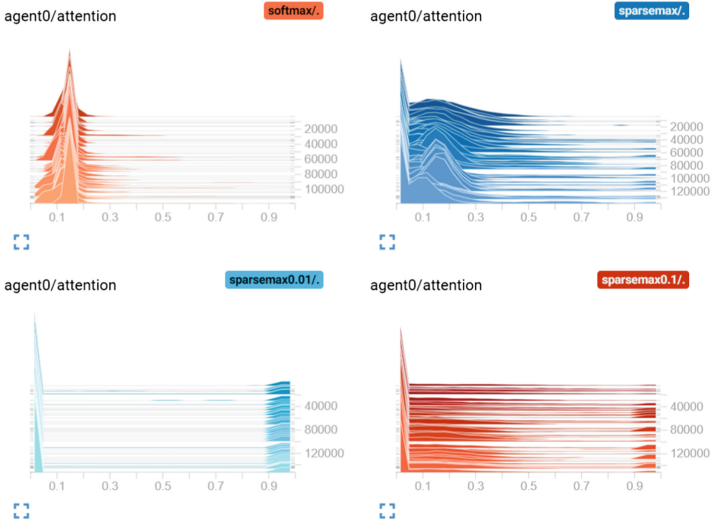 agent0/attention
softmax/.
20000
40000
60000
80000
100000
0.1 0.3 0.5 0.7 0.9
agent0/attention
sparsemax/.
20000
40000
60000
80000
100000
120000
0.1 0.3 0.5 0.7 0.9
agent0/attention
sparsemax0.01/.
40000
80000
120000
0.1 0.3 0.5 0.7 0.9
agent0/attention
sparsemax0.1/.
40000
80000
120000
0.1 0.3 0.5 0.7 0.9